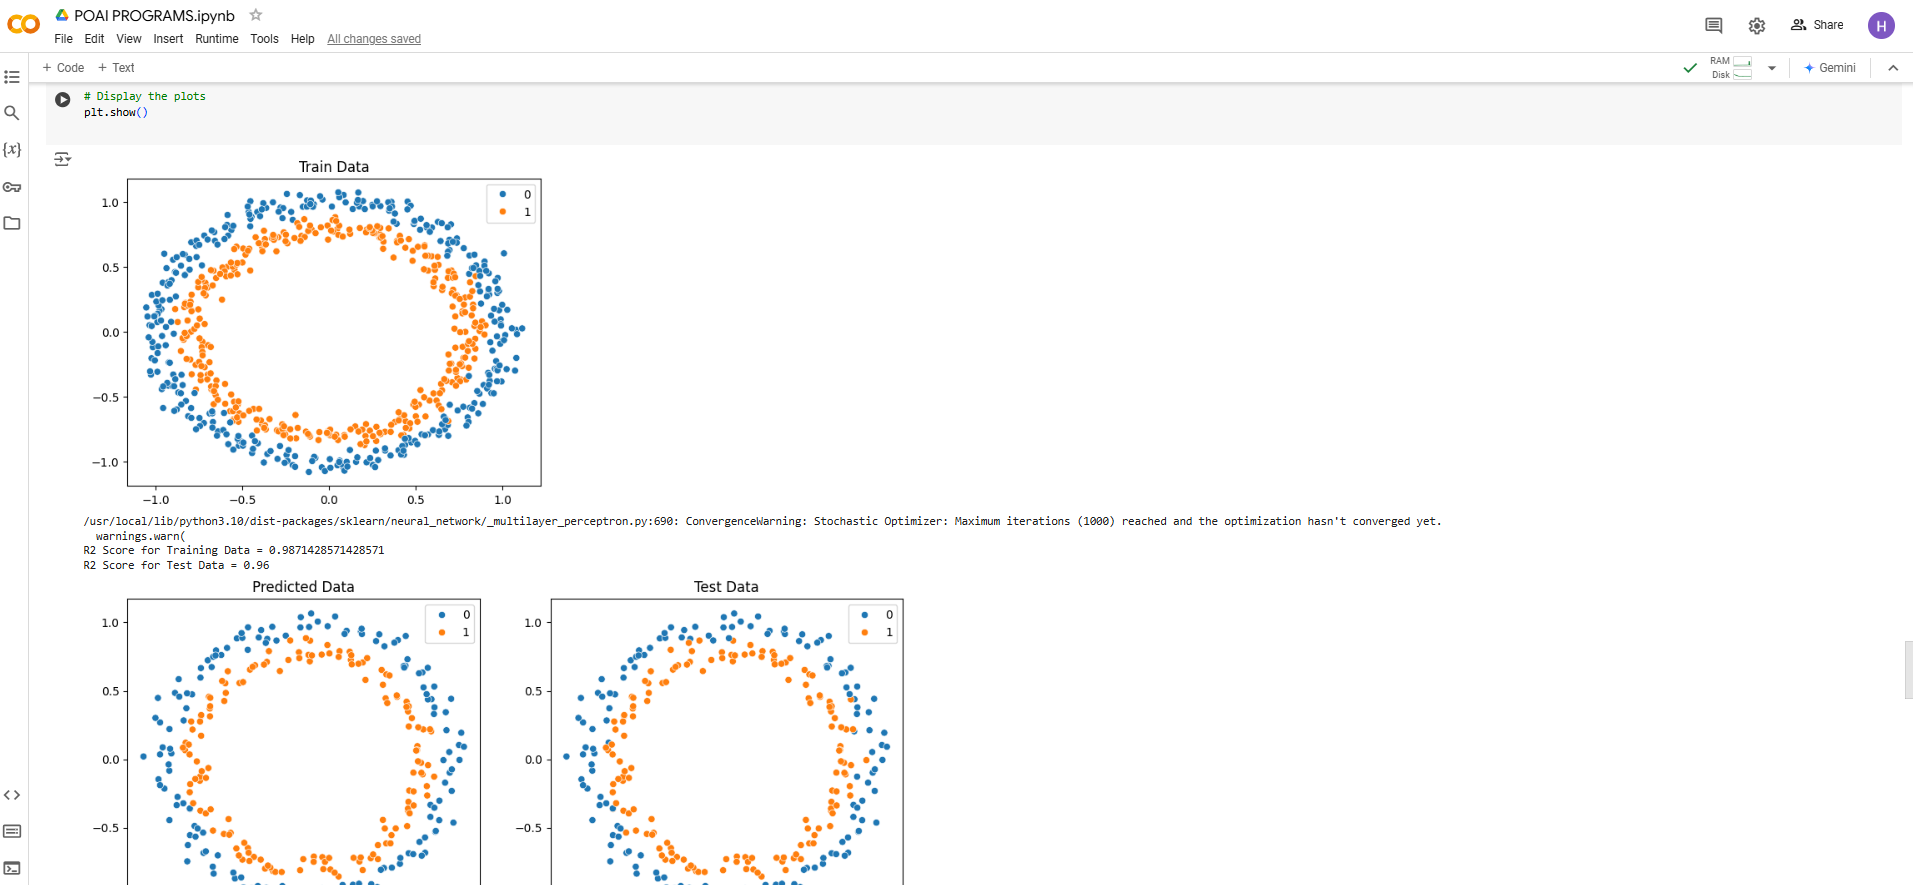 POAI PROGRAMS.ipynb
File Edit View Insert Runtime Tools Help All changes saved
Share
H
+ Code + Text
RAM
Disk
Gemini
# Display the plots
plt.show()
{x}
Train Data
0
1
1.0
0.5
0.0
−0.5
−1.0
−1.0 −0.5 0.0 0.5 1.0
/usr/local/lib/python3.10/dist-packages/sklearn/neural_network/_multilayer_perceptron.py:690: ConvergenceWarning: Stochastic Optimizer: Maximum iterations (1000) reached and the optimization hasn't converged yet.
warnings.warn(
R2 Score for Training Data = 0.9871428571428571
R2 Score for Test Data = 0.96
Predicted Data
0
1
1.0
0.5
0.0
−0.5
Test Data
0
1
1.0
0.5
0.0
−0.5